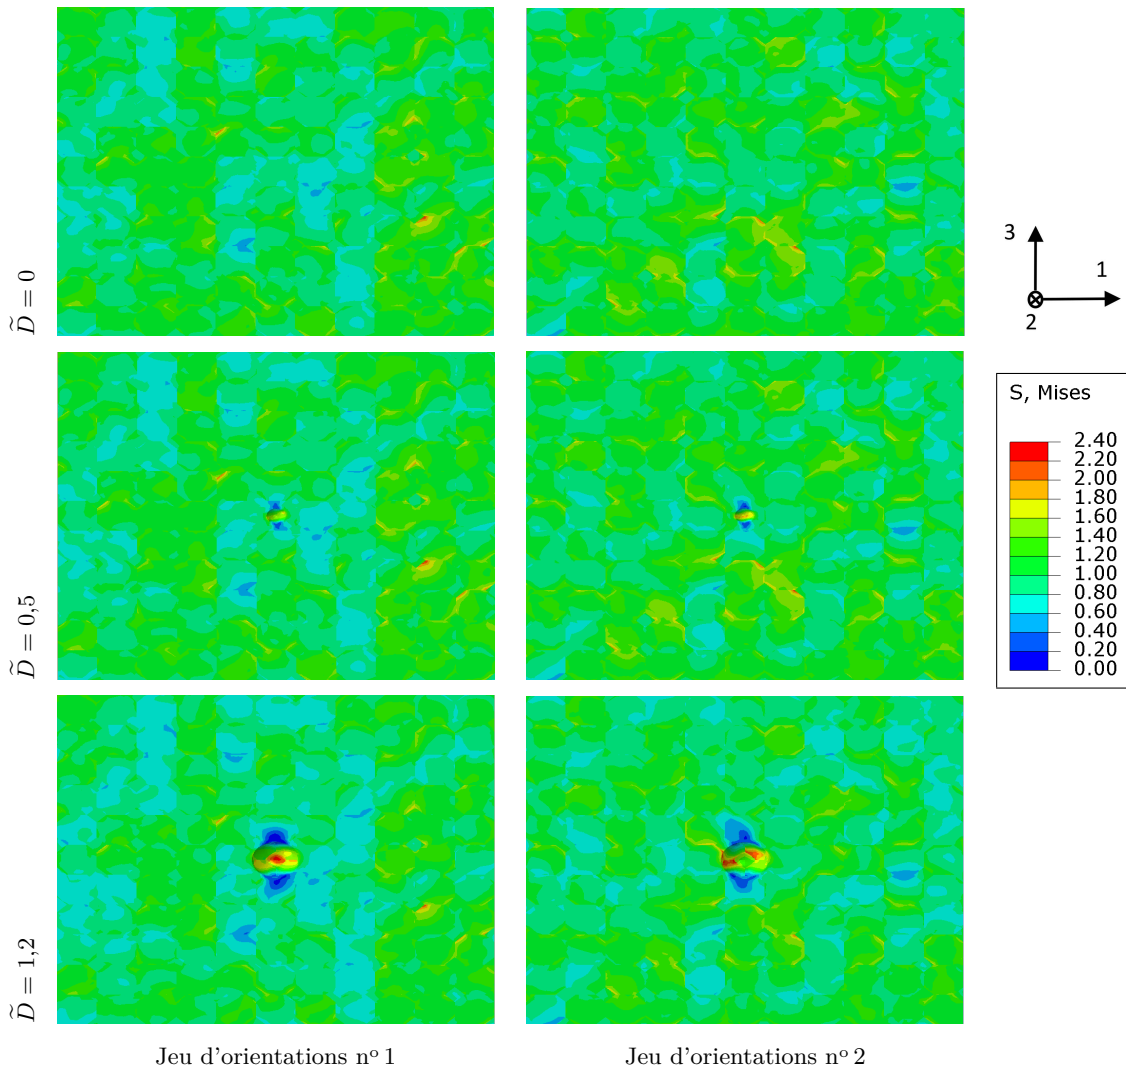 D̃ = 0
3
1
2
D̃ = 0,5
S, Mises
2.40
2.20
2.00
1.80
1.60
1.40
1.20
1.00
0.80
0.60
0.40
0.20
0.00
D̃ = 1,2
Jeu d'orientations nᵒ 1
Jeu d'orientations nᵒ 2